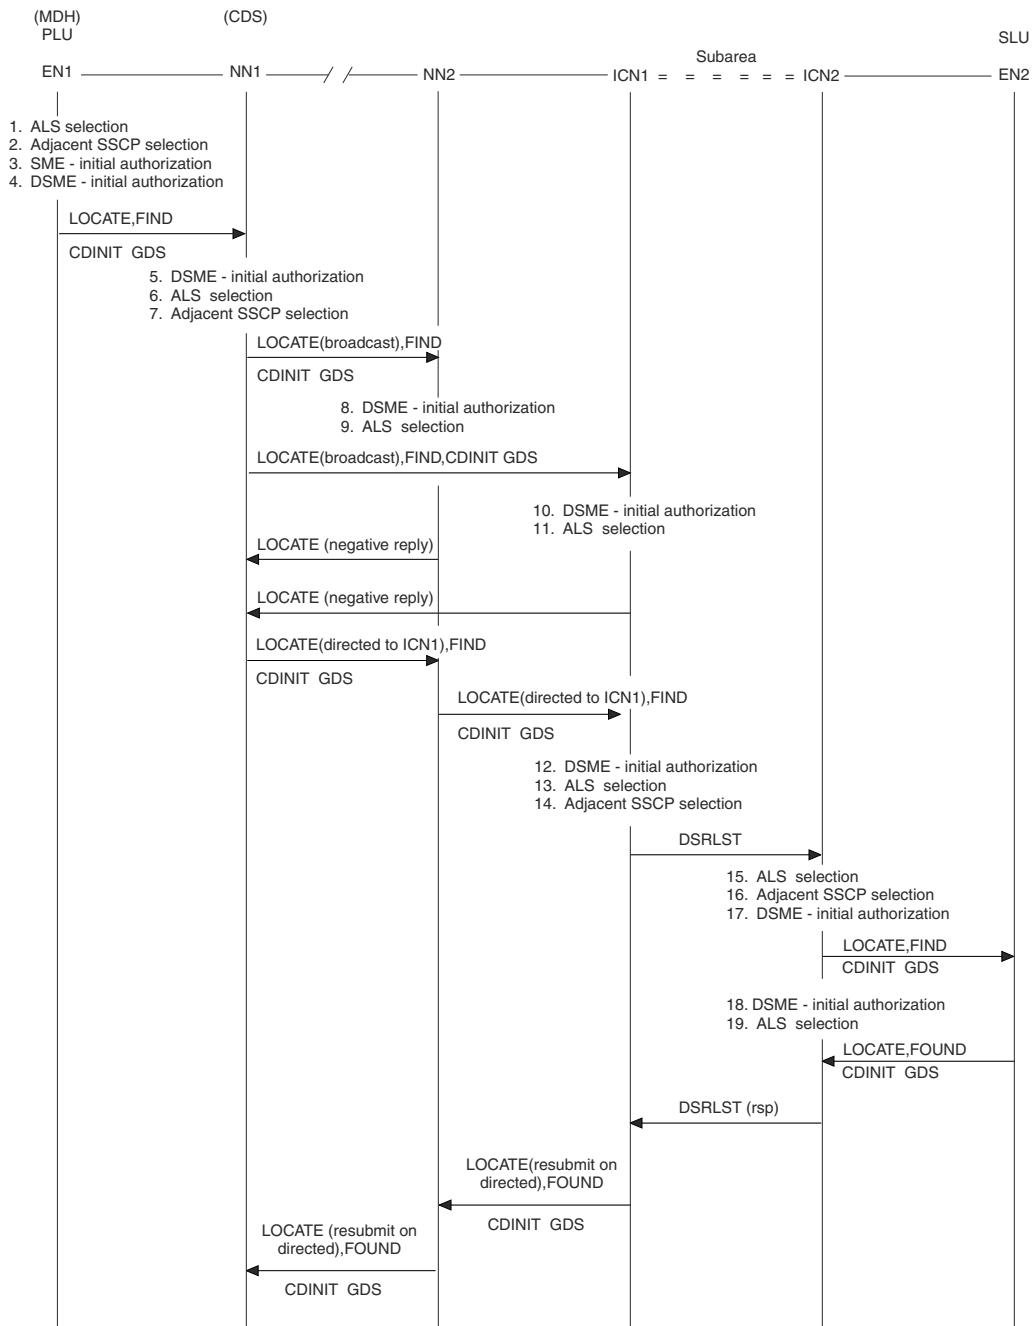 (MDH)
PLU
(CDS)
SLU
EN1
NN1
NN2
ICN1 = = = = = = ICN2
Subarea
EN2
1. ALS selection
2. Adjacent SSCP selection
3. SME - initial authorization
4. DSME - initial authorization
LOCATE,FIND
CDINIT GDS
5. DSME - initial authorization
6. ALS selection
7. Adjacent SSCP selection
LOCATE(broadcast),FIND
CDINIT GDS
8. DSME - initial authorization
9. ALS selection
LOCATE(broadcast),FIND,CDINIT GDS
10. DSME - initial authorization
11. ALS selection
LOCATE (negative reply)
LOCATE (negative reply)
LOCATE(directed to ICN1),FIND
CDINIT GDS
LOCATE(directed to ICN1),FIND
CDINIT GDS
12. DSME - initial authorization
13. ALS selection
14. Adjacent SSCP selection
DSRLST
15. ALS selection
16. Adjacent SSCP selection
17. DSME - initial authorization
LOCATE,FIND
CDINIT GDS
18. DSME - initial authorization
19. ALS selection
LOCATE,FOUND
CDINIT GDS
DSRLST (rsp)
LOCATE(resubmit on
directed),FOUND
CDINIT GDS
LOCATE (resubmit on
directed),FOUND
CDINIT GDS